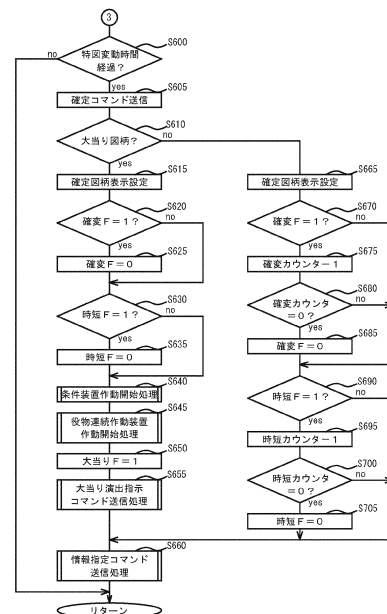 3
特図変動時間
経過？
S600
no
yes
確定コマンド送信
S605
大当り図柄？
S610
no
yes
確定図柄表示設定
S615
確変F＝1？
S620
no
yes
確変F＝0
S625
時短F＝1？
S630
no
yes
時短F＝0
S635
条件装置作動開始処理
S640
役物連続作動装置
作動開始処理
S645
大当りF＝1
S650
大当り演出指示
コマンド送信処理
S655
確定図柄表示設定
S665
確変F＝1？
S670
no
yes
確変カウンター1
S675
確変カウンタ
＝0？
S680
no
yes
確変F＝0
S685
時短F＝1？
S690
no
yes
時短カウンター1
S695
時短カウンタ
＝0？
S700
no
yes
時短F＝0
S705
情報指定コマンド
送信処理
S660
リターン